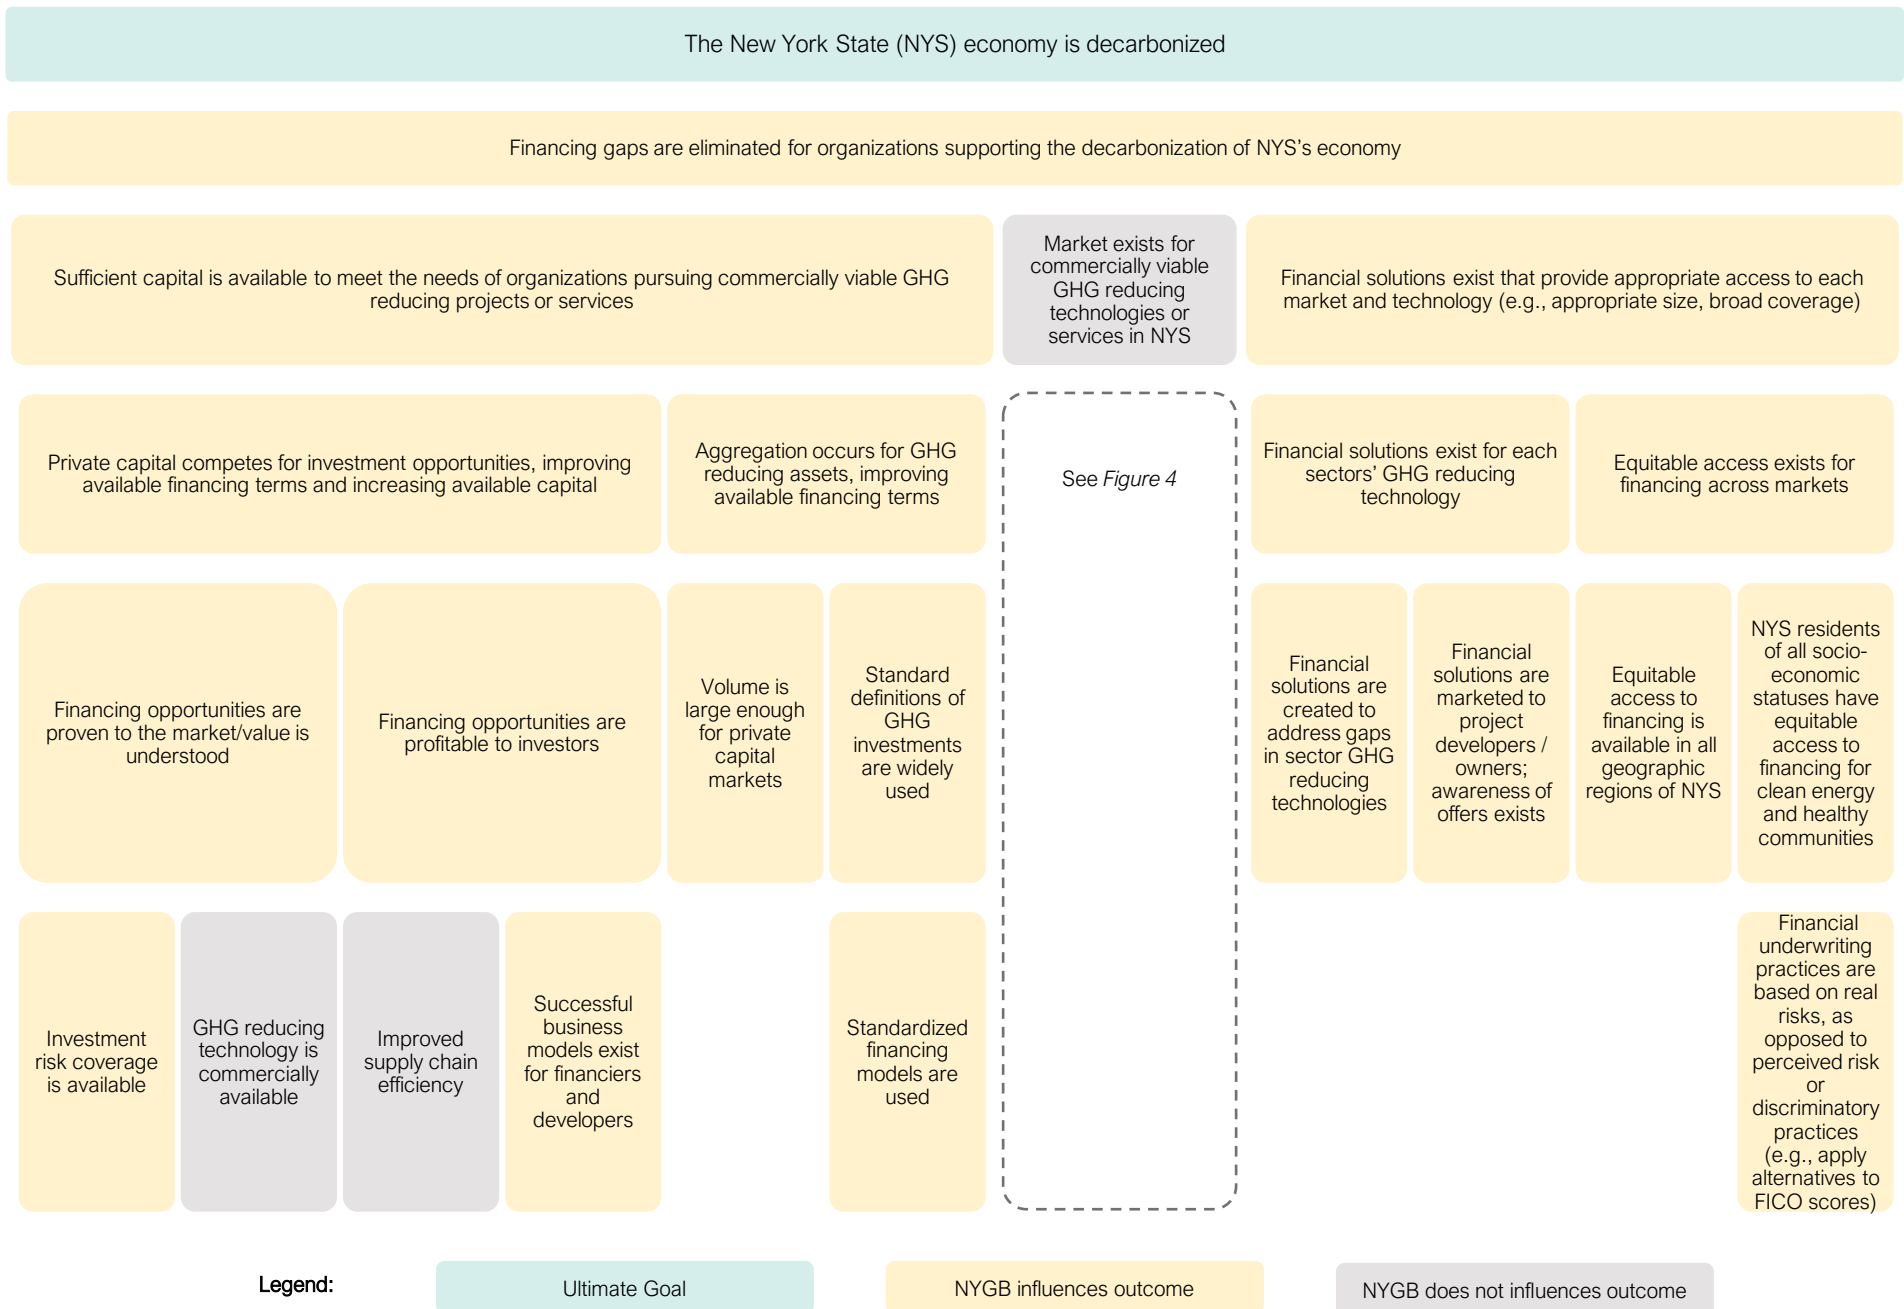 The New York State (NYS) economy is decarbonized
Financing gaps are eliminated for organizations supporting the decarbonization of NYS's economy
Sufficient capital is available to meet the needs of organizations pursuing commercially viable GHG
reducing projects or services
Market exists for
commercially viable
GHG reducing
technologies or
services in NYS
Financial solutions exist that provide appropriate access to each
market and technology (e.g., appropriate size, broad coverage)
Private capital competes for investment opportunities, improving
available financing terms and increasing available capital
Aggregation occurs for GHG
reducing assets, improving
available financing terms
See Figure 4
Financial solutions exist for each
sectors' GHG reducing
technology
Equitable access exists for
financing across markets
Financing opportunities are
proven to the market/value is
understood
Financing opportunities are
profitable to investors
Volume is
large enough
for private
capital
markets
Standard
definitions of
GHG
investments
are widely
used
Financial
solutions are
created to
address gaps
in sector GHG
reducing
technologies
Financial
solutions are
marketed to
project
developers /
owners;
awareness of
offers exists
Equitable
access to
financing is
available in all
geographic
regions of NYS
NYS residents
of all socio-
economic
statuses have
equitable
access to
financing for
clean energy
and healthy
communities
Investment
risk coverage
is available
GHG reducing
technology is
commercially
available
Improved
supply chain
efficiency
Successful
business
models exist
for financiers
and
developers
Standardized
financing
models are
used
Financial
underwriting
practices are
based on real
risks, as
opposed to
perceived risk
or
discriminatory
practices
(e.g., apply
alternatives to
FICO scores)
Legend:
Ultimate Goal
NYGB influences outcome
NYGB does not influences outcome